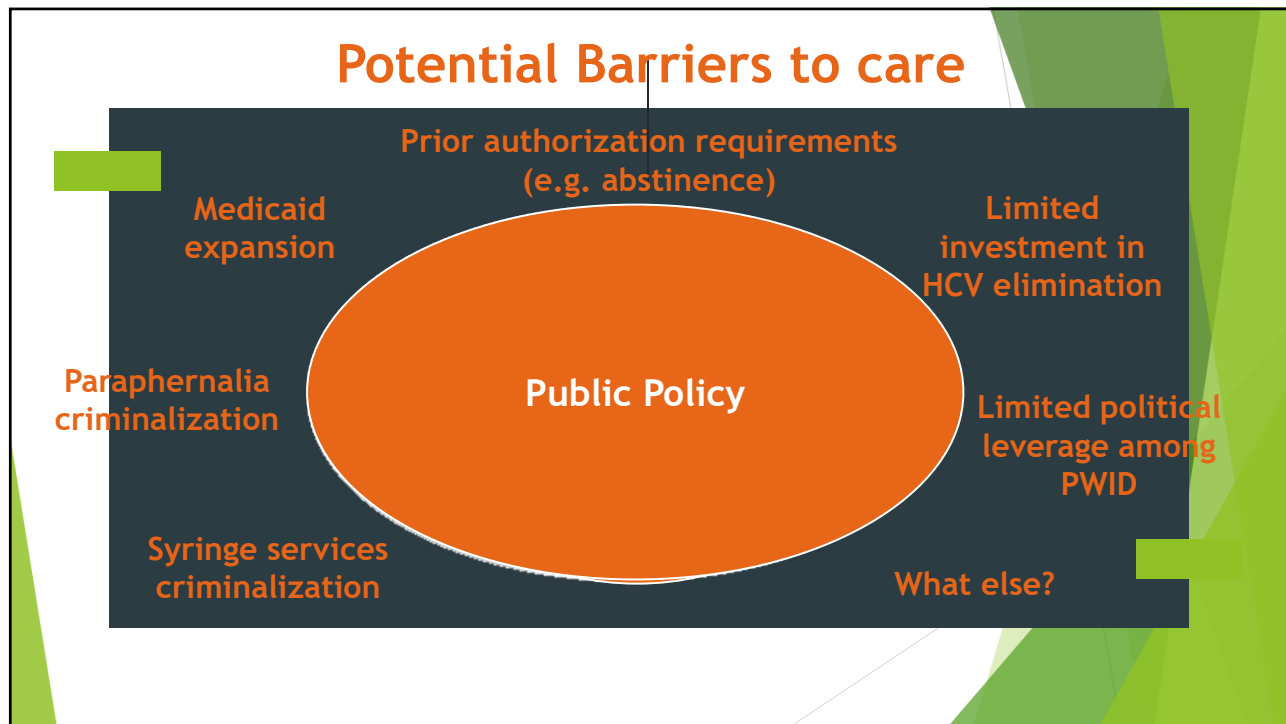 Potential Barriers to care
Prior authorization requirements
(e.g. abstinence)
Medicaid
expansion
Limited
investment in
HCV elimination
Paraphernalia
criminalization
Public Policy
Limited political
leverage among
PWID
Syringe services
criminalization
What else?